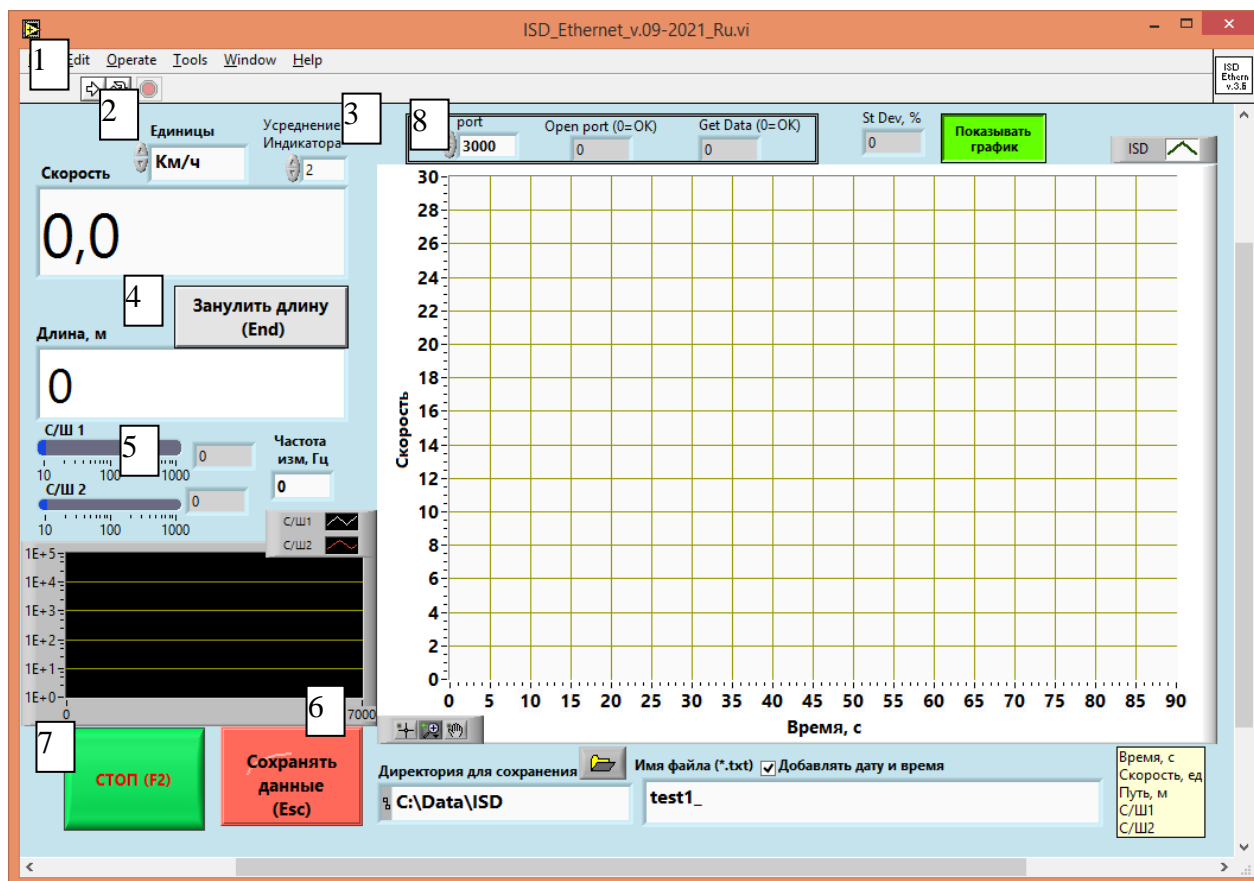 ISD_Ethernet_v.09-2021_Ru.vi
1
Edit Operate Tools Window Help
ISD
Ethern
v.3.6
2
3
8
Единицы
Км/ч
Усреднение
Индикатора
2
port
3000
Open port (0=OK)
0
Get Data (0=OK)
0
St Dev, %
0
Показывать
график
ISD
Скорость
0,0
4
Занулить длину
(End)
Длина, м
0
С/Ш 1
5
0
10 100 1000
С/Ш 2
0
10 100 1000
Частота
изм, Гц
0
С/Ш1
С/Ш2
1E+5
1E+4
1E+3
1E+2
1E+1
1E+0
0 7000
6
7
СТОП (F2)
Сохранять
данные
(Esc)
Скорость
30
28
26
24
22
20
18
16
14
12
10
8
6
4
2
0
0 5 10 15 20 25 30 35 40 45 50 55 60 65 70 75 80 85 90
Время, с
Директория для сохранения
C:\Data\ISD
Имя файла (*.txt) Добавлять дату и время
test1_
Время, с
Скорость, ед
Путь, м
С/Ш1
С/Ш2